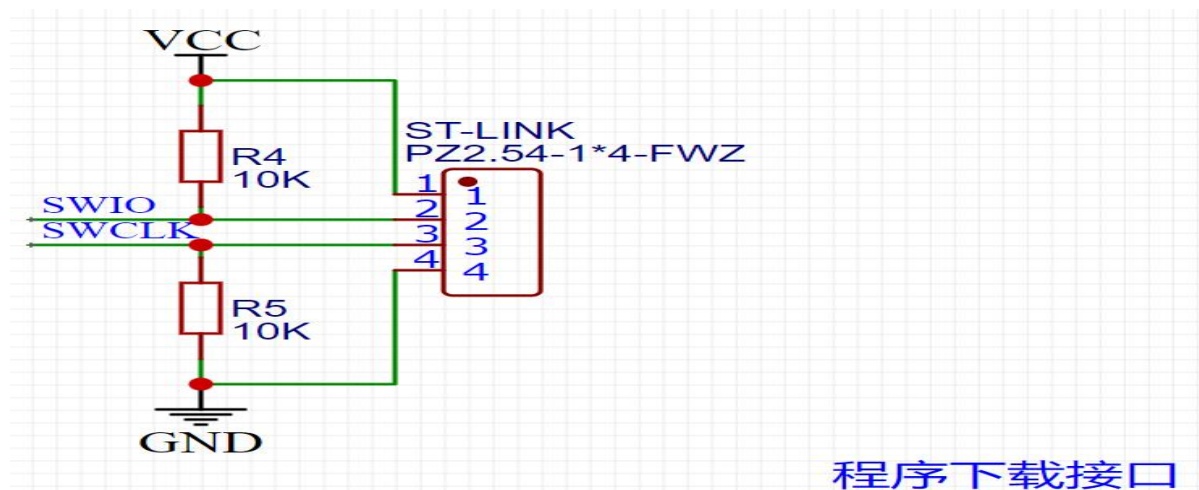 VCC
ST-LINK
PZ2.54-1*4-FWZ
R4
10K
1
1
SWIO
2
2
SWCLK
3
3
4
4
R5
10K
GND
程序下载接口